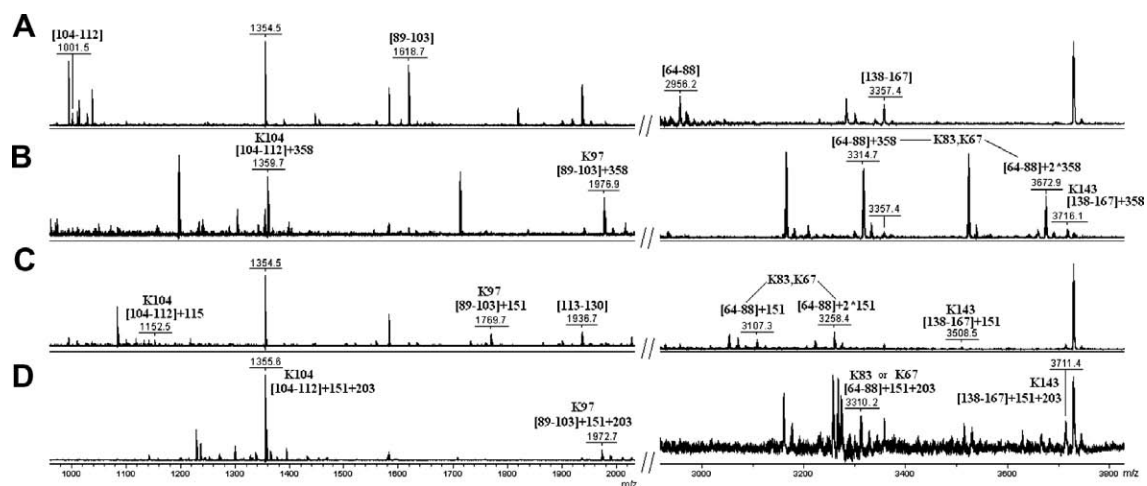 A
[104-112]
1001.5
1354.5
[89-103]
1618.7
[64-88]
2956.2
[138-167]
3357.4
B
K104
[104-112]+358
1359.7
K97
[89-103]+358
1976.9
[64-88]+358
3314.7
K83,K67
[64-88]+2*358
3672.9
3357.4
K143
[138-167]+358
3716.1
C
K104
[104-112]+115
1152.5
1354.5
K97
[89-103]+151
1769.7
[113-130]
1936.7
K83,K67
[64-88]+151
3107.3
[64-88]+2*151
3258.4
K143
[138-167]+151
3508.5
D
1355.6
K104
[104-112]+151+203
K97
[89-103]+151+203
1972.7
K83 or K67
[64-88]+151+203
3310.2
3711.4
K143
[138-167]+151+203
1000 1200 1400 1600 1800 2000 m/z
3000 3200 3400 3600 3800 m/z